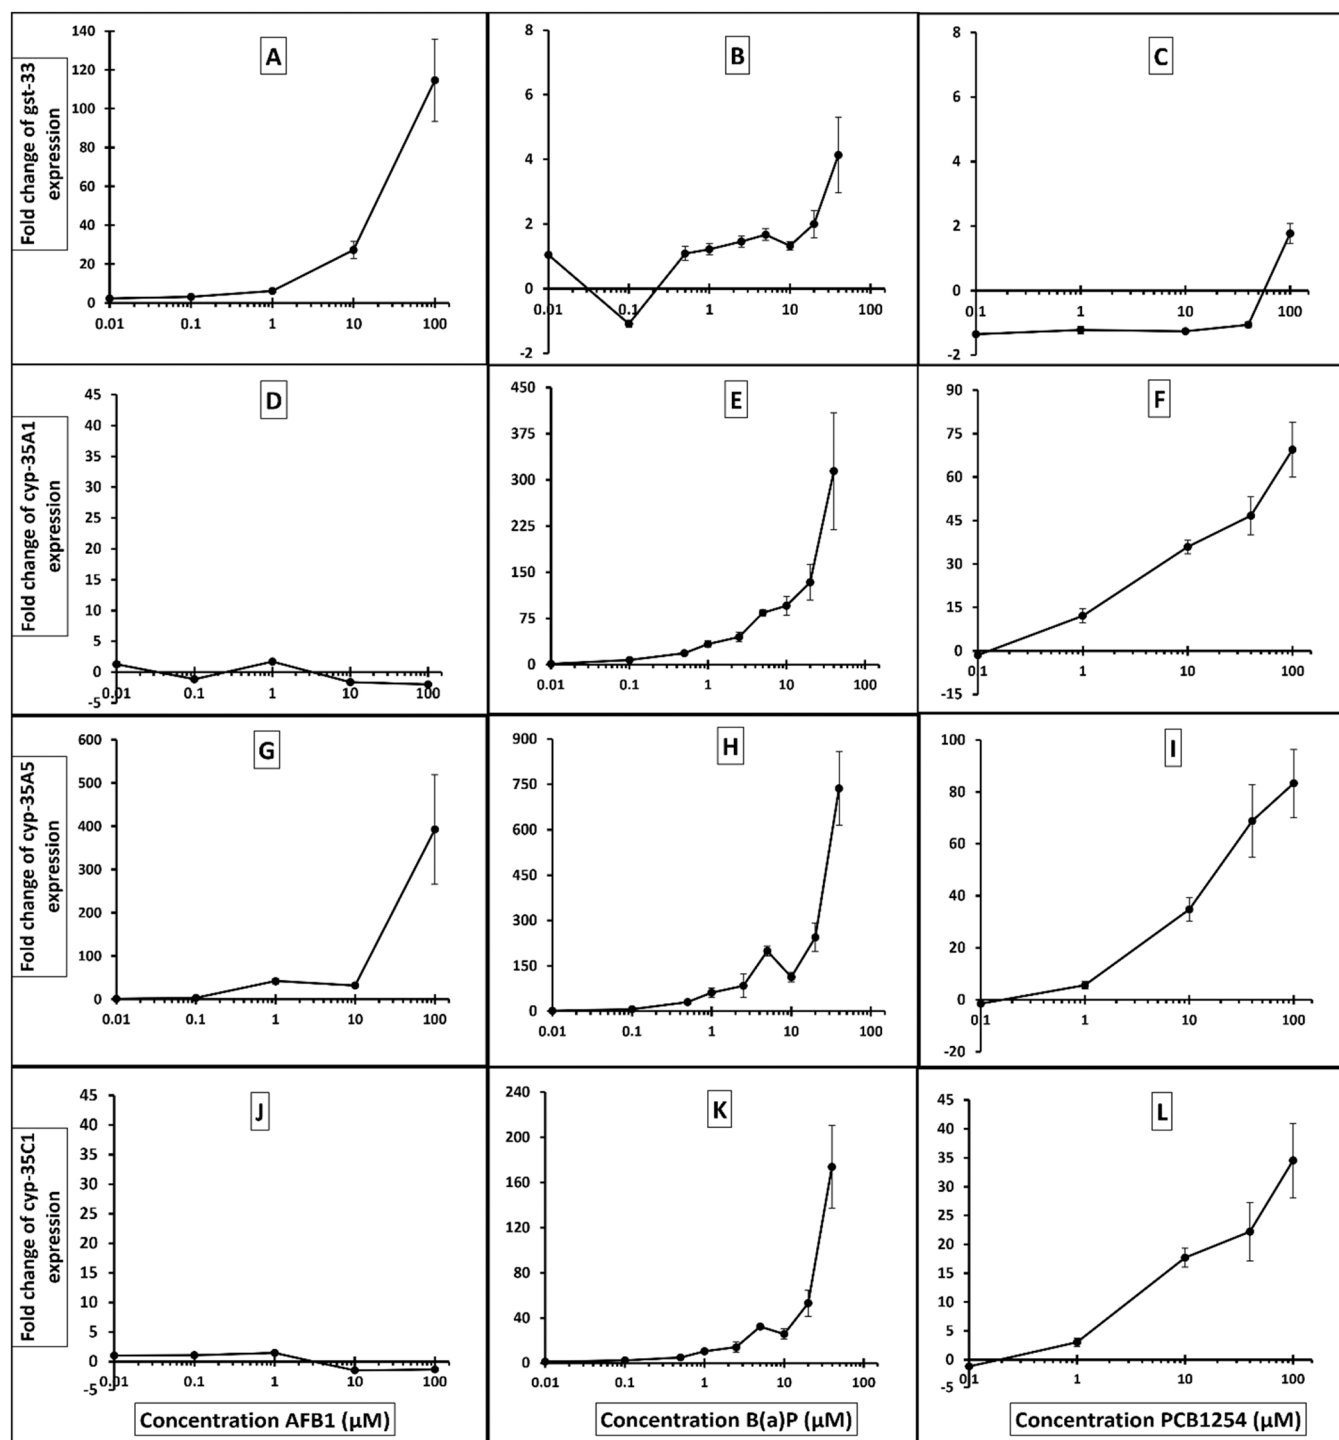 Fold change of gst-33
expression
A
140
120
100
80
60
40
20
0
0.01 0.1 1 10 100
B
8
6
4
2
0
-2
0.01 0.1 1 10 100
C
8
6
4
2
0
-2
0.1 1 10 100
Fold change of cyp-35A1
expression
D
45
40
35
30
25
20
15
10
5
0
-5
0.01 0.1 1 10 100
E
450
375
300
225
150
75
0
0.01 0.1 1 10 100
F
90
75
60
45
30
15
0
-15
0.1 1 10 100
Fold change of cyp-35A5
expression
G
600
500
400
300
200
100
0
0.01 0.1 1 10 100
H
900
750
600
450
300
150
0
0.01 0.1 1 10 100
I
100
80
60
40
20
0
-20
0.1 1 10 100
Fold change of cyp-35C1
expression
J
45
40
35
30
25
20
15
10
5
0
-5
0.01 0.1 1 10 100
K
240
200
160
120
80
40
0
0.01 0.1 1 10 100
L
45
40
35
30
25
20
15
10
5
0
-5
0.1 1 10 100
Concentration AFB1 (μM)
Concentration B(a)P (μM)
Concentration PCB1254 (μM)